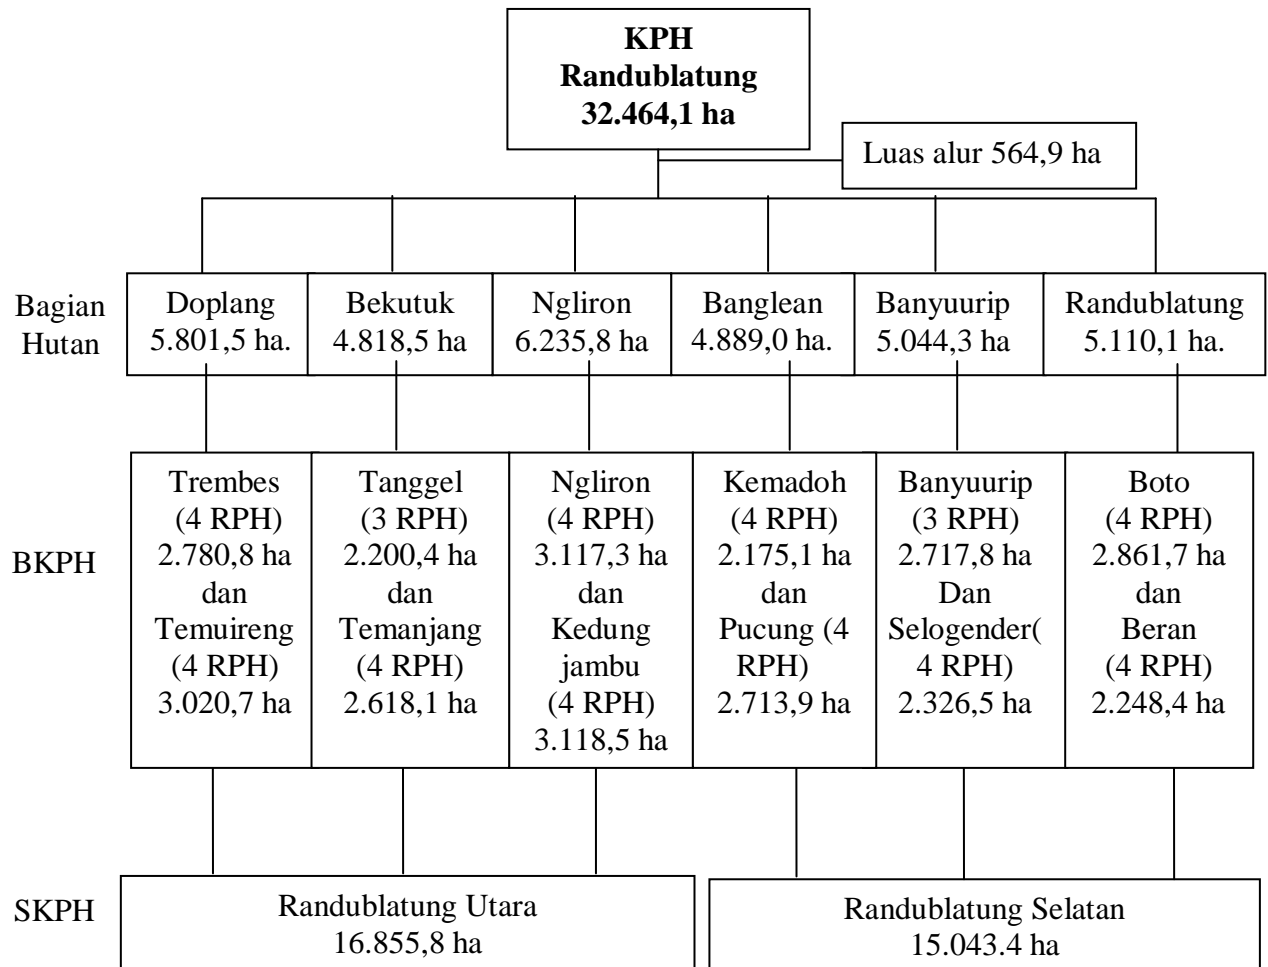 KPH
Randublatung
32.464,1 ha
Luas alur 564,9 ha
Bagian
Hutan
Doplang
5.801,5 ha.
Bekutuk
4.818,5 ha
Ngliron
6.235,8 ha
Banglean
4.889,0 ha.
Banyuurip
5.044,3 ha
Randublatung
5.110,1 ha.
BKPH
Trembes
(4 RPH)
2.780,8 ha
dan
Temuireng
(4 RPH)
3.020,7 ha
Tanggel
(3 RPH)
2.200,4 ha
dan
Temanjang
(4 RPH)
2.618,1 ha
Ngliron
(4 RPH)
3.117,3 ha
dan
Kedung
jambu
(4 RPH)
3.118,5 ha
Kemadoh
(4 RPH)
2.175,1 ha
dan
Pucung (4
RPH)
2.713,9 ha
Banyuurip
(3 RPH)
2.717,8 ha
Dan
Selogender(
4 RPH)
2.326,5 ha
Boto
(4 RPH)
2.861,7 ha
dan
Beran
(4 RPH)
2.248,4 ha
SKPH
Randublatung Utara
16.855,8 ha
Randublatung Selatan
15.043.4 ha